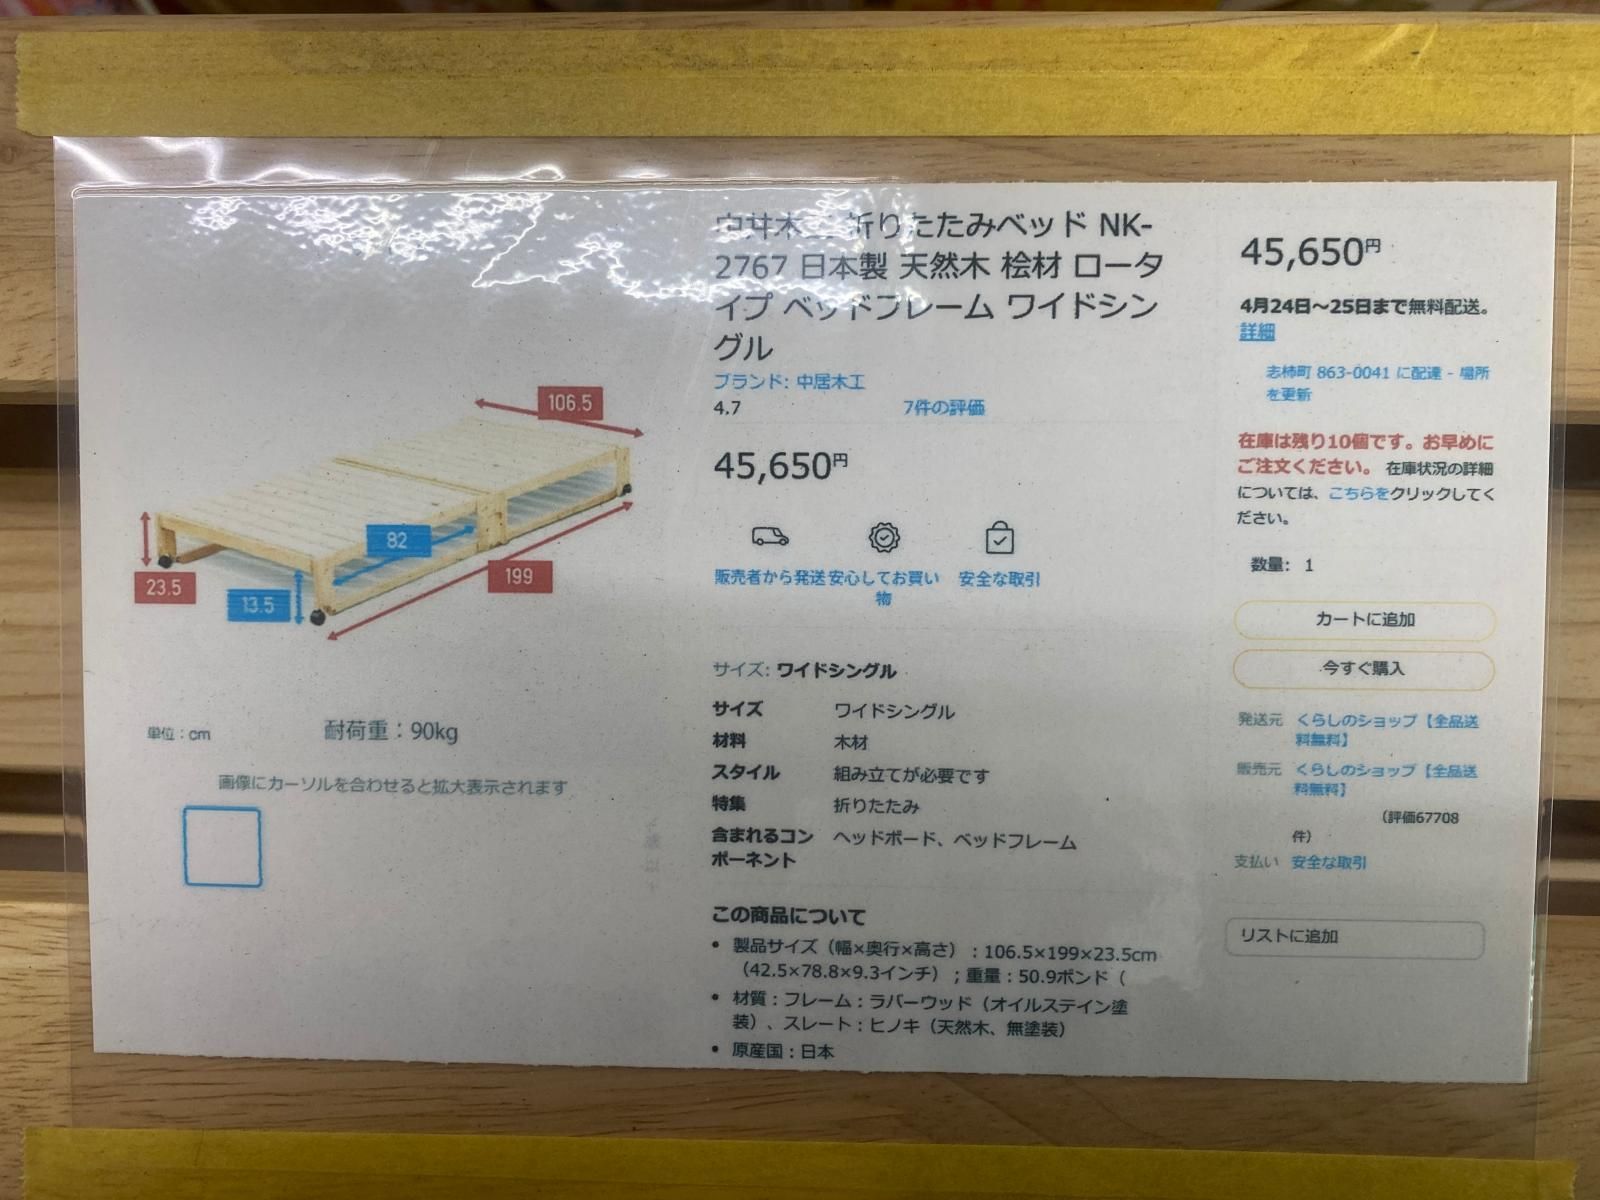 中井木工 折りたたみベッド NK-
2767 日本製 天然木 桧材 ロータ
イプ ベッドフレーム ワイドシン
グル
ブランド: 中居木工
4.7 7件の評価
45,650円
販売者から発送
安心してお買い
物
安全な取引
106.5
82
199
23.5
13.5
単位：cm
耐荷重：90kg
画像にカーソルを合わせると拡大表示されます
サイズ: ワイドシングル
サイズ ワイドシングル
材料 木材
スタイル 組み立てが必要です
特集 折りたたみ
含まれるコン ヘッドボード、ベッドフレーム
ポーネント
この商品について
• 製品サイズ（幅×奥行×高さ）：106.5×199×23.5cm
（42.5×78.8×9.3インチ）；重量：50.9ポンド（
• 材質：フレーム：ラバーウッド（オイルステイン塗
装）、スレート：ヒノキ（天然木、無塗装）
• 原産国：日本
45,650円
4月24日～25日まで無料配送。
詳細
志柿町 863-0041 に配達 - 場所
を更新
在庫は残り10個です。お早めに
ご注文ください。 在庫状況の詳細
については、こちらをクリックしてく
ださい。
数量: 1
カートに追加
今すぐ購入
発送元 くらしのショップ【全品送
料無料】
販売元 くらしのショップ【全品送
料無料】
（評価67708
件）
支払い 安全な取引
リストに追加